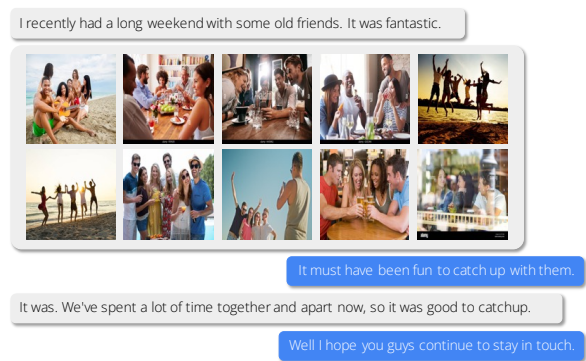 I recently had a long weekend with some old friends. It was fantastic.
It must have been fun to catch up with them.
It was. We've spent a lot of time together and apart now, so it was good to catchup.
Well I hope you guys continue to stay in touch.